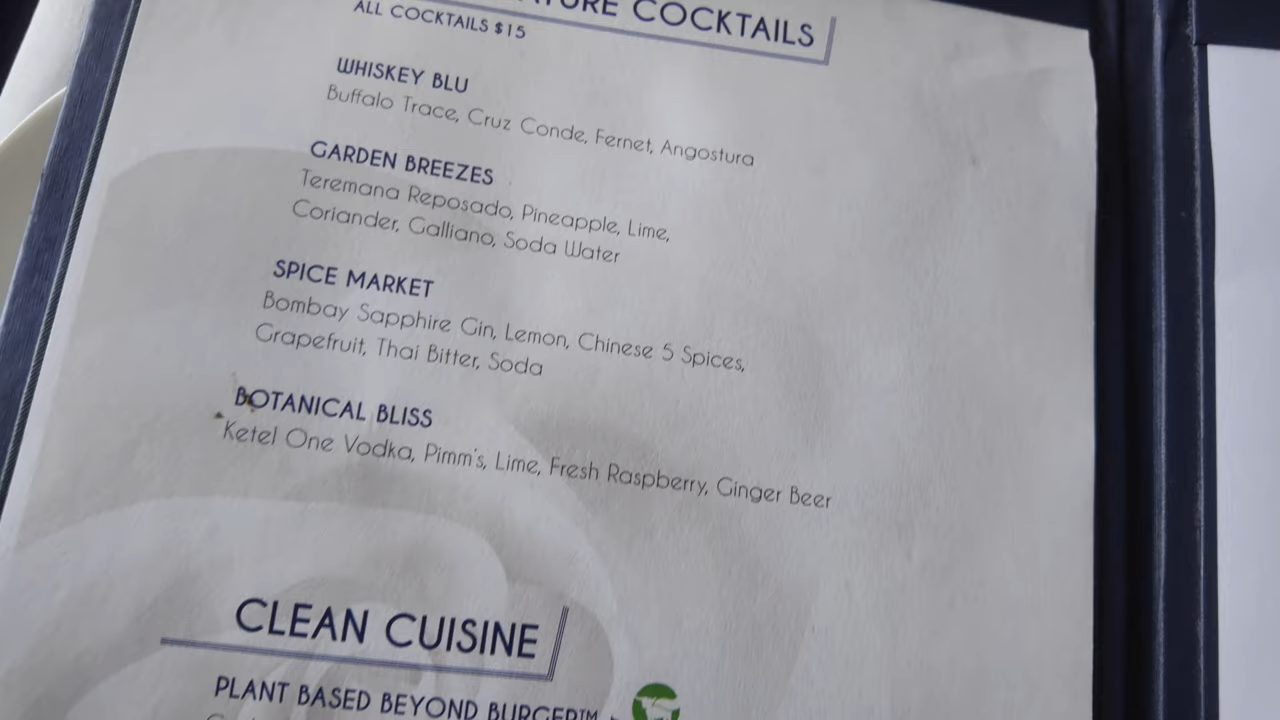 COCKTAILS
ALL COCKTAILS $15
WHISKEY BLU
Buffalo Trace, Cruz Conde, Fernet, Angostura
GARDEN BREEZES
Teremana Reposado, Pineapple, Lime,
Coriander, Galliano, Soda Water
SPICE MARKET
Bombay Sapphire Gin, Lemon, Chinese 5 Spices,
Grapefruit, Thai Bitter, Soda
BOTANICAL BLISS
Ketel One Vodka, Pimm's, Lime, Fresh Raspberry, Ginger Beer
CLEAN CUISINE
PLANT BASED BEYOND BURGER™